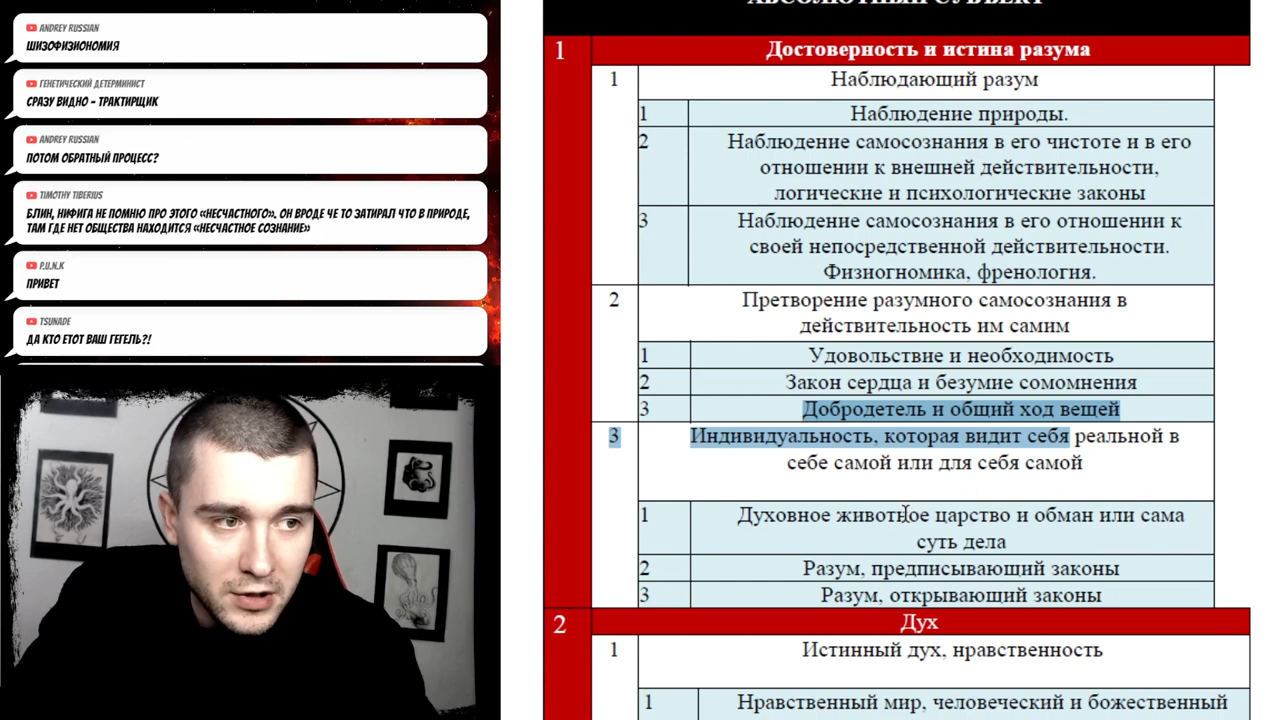 ANDREY RUSSIAN
ШИЗОФИЗИОНОМИЯ
ГЕНЕТИЧЕСКИЙ ДЕТЕРМИНИСТ
СРАЗУ ВИДНО - ТРАКТИРЩИК
ANDREY RUSSIAN
ПОТОМ ОБРАТНЫЙ ПРОЦЕСС?
TIMOTHY TIBERIUS
БЛИН, НИФИГА НЕ ПОМНЮ ПРО ЭТОГО «НЕСЧАСТНОГО». ОН ВРОДЕ ЧЕ ТО ЗАТИРАЛ ЧТО В ПРИРОДЕ,
ТАМ ГДЕ НЕТ ОБЩЕСТВА НАХОДИТСЯ «НЕСЧАСТНОЕ СОЗНАНИЕ»
P.U.N.K
ПРИВЕТ
TSUNADE
ДА КТО ЕТОТ ВАШ ГЕГЕЛЬ?!
АБСОЛЮТНЫЙ СУБЪЕКТ
1 Достоверность и истина разума
1 Наблюдающий разум
1 Наблюдение природы.
2 Наблюдение самосознания в его чистоте и в его
отношении к внешней действительности,
логические и психологические законы
3 Наблюдение самосознания в его отношении к
своей непосредственной действительности.
Физиогномика, френология.
2 Претворение разумного самосознания в
действительность им самим
1 Удовольствие и необходимость
2 Закон сердца и безумие сомомнения
3 Добродетель и общий ход вещей
3 Индивидуальность, которая видит себя реальной в
себе самой или для себя самой
1 Духовное животное царство и обман или сама
суть дела
2 Разум, предписывающий законы
3 Разум, открывающий законы
2 Дух
1 Истинный дух, нравственность
1 Нравственный мир, человеческий и божественный